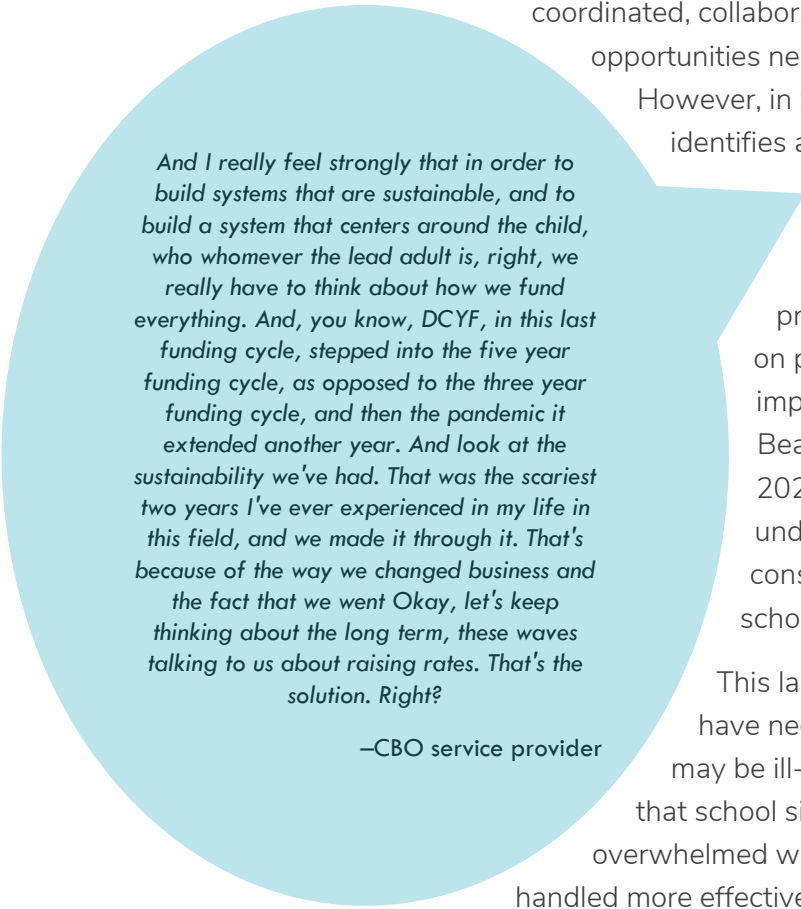 coordinated, collabor
opportunities ne
However, in
identifies a
And I really feel strongly that in order to
build systems that are sustainable, and to
build a system that centers around the child,
who whomever the lead adult is, right, we
really have to think about how we fund
everything. And, you know, DCYF, in this last
funding cycle, stepped into the five year
funding cycle, as opposed to the three year
funding cycle, and then the pandemic it
extended another year. And look at the
sustainability we've had. That was the scariest
two years I've ever experienced in my life in
this field, and we made it through it. That's
because of the way we changed business and
the fact that we went Okay, let's keep
thinking about the long term, these waves
talking to us about raising rates. That's the
solution. Right?
–CBO service provider
pr
on p
imp
Bea
202
und
cons
scho
This la
have ne
may be ill-
that school si
overwhelmed w
handled more effective